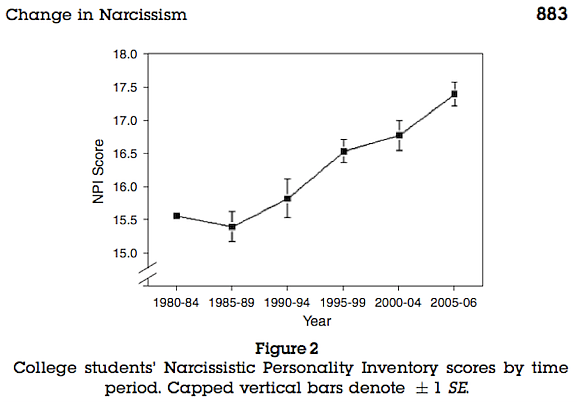 Change in Narcissism 883
18.0
17.5
17.0
16.5
16.0
15.5
15.0
NPI Score
1980-84 1985-89 1990-94 1995-99 2000-04 2005-06
Year
Figure 2
College students' Narcissistic Personality Inventory scores by time
period. Capped vertical bars denote ± 1 SE.